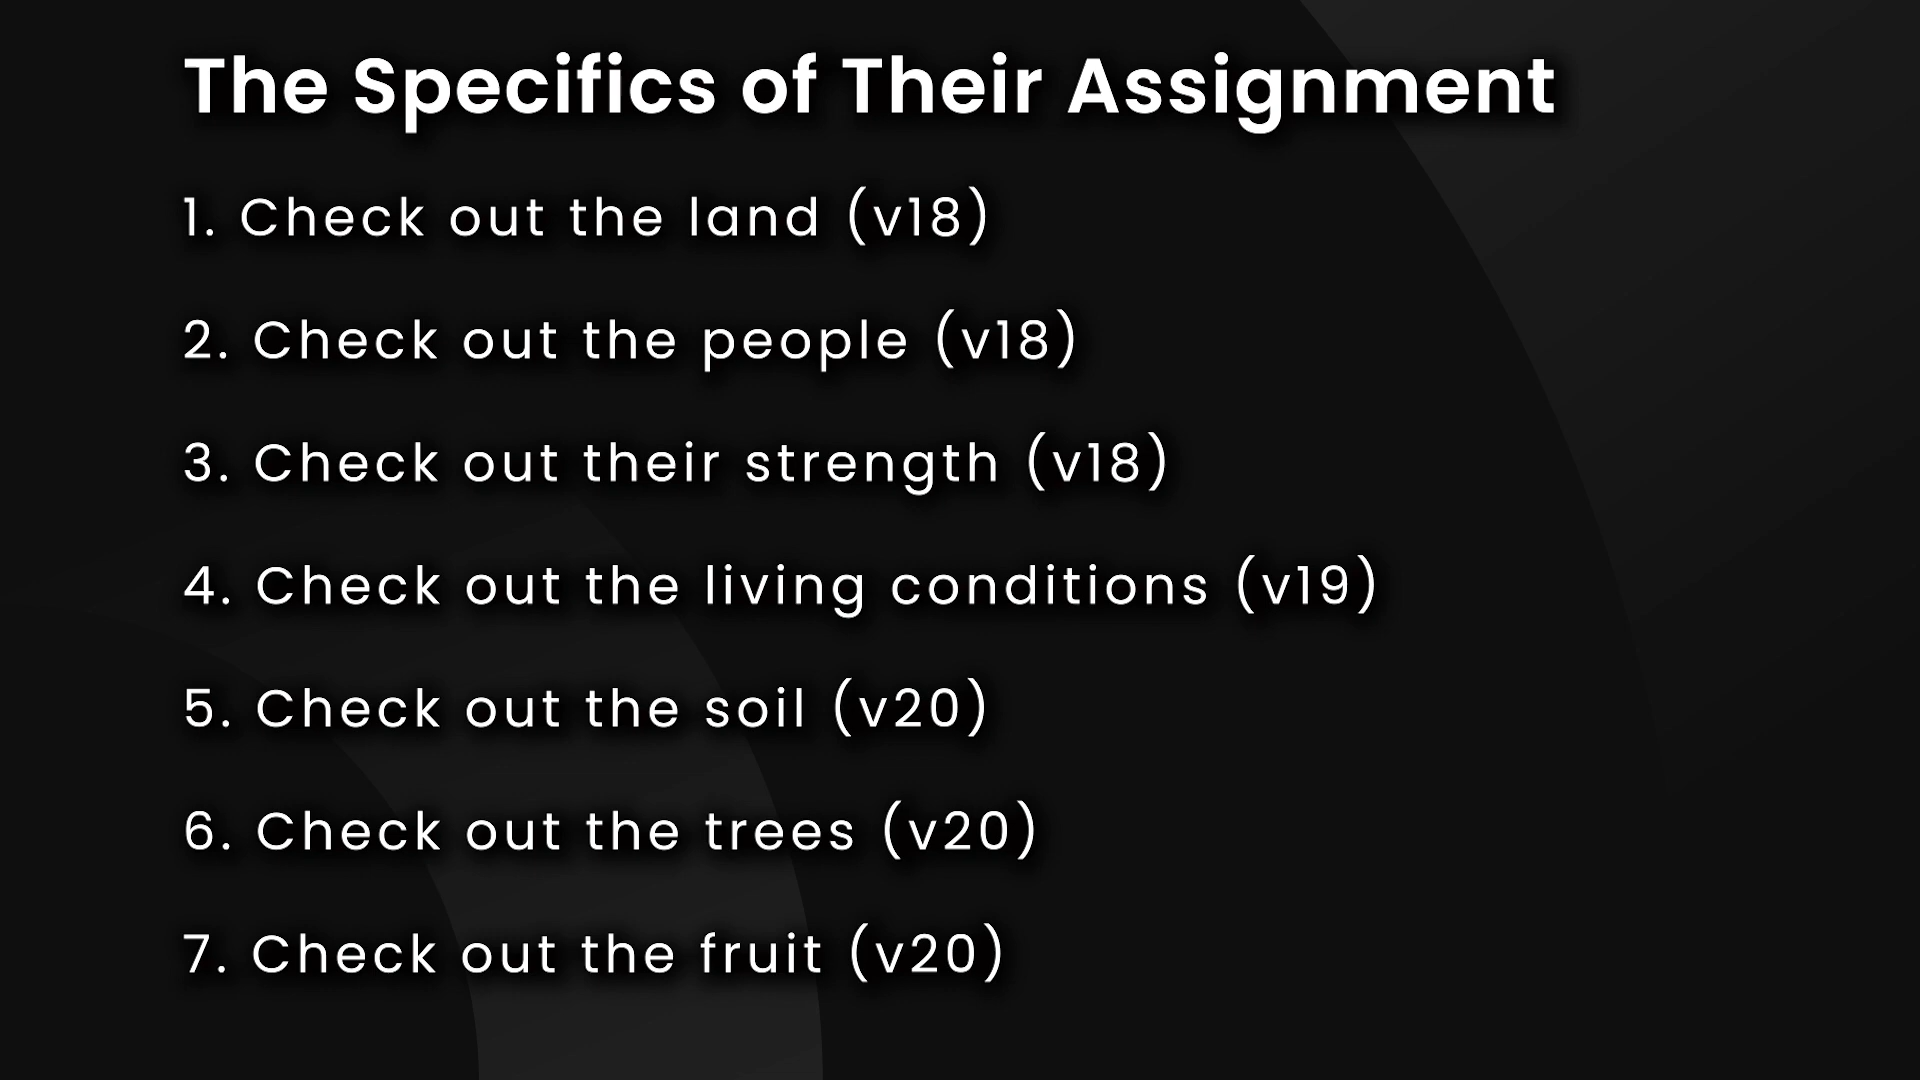 The Specifics of Their Assignment
1. Check out the land (v18)
2. Check out the people (v18)
3. Check out their strength (v18)
4. Check out the living conditions (v19)
5. Check out the soil (v20)
6. Check out the trees (v20)
7. Check out the fruit (v20)